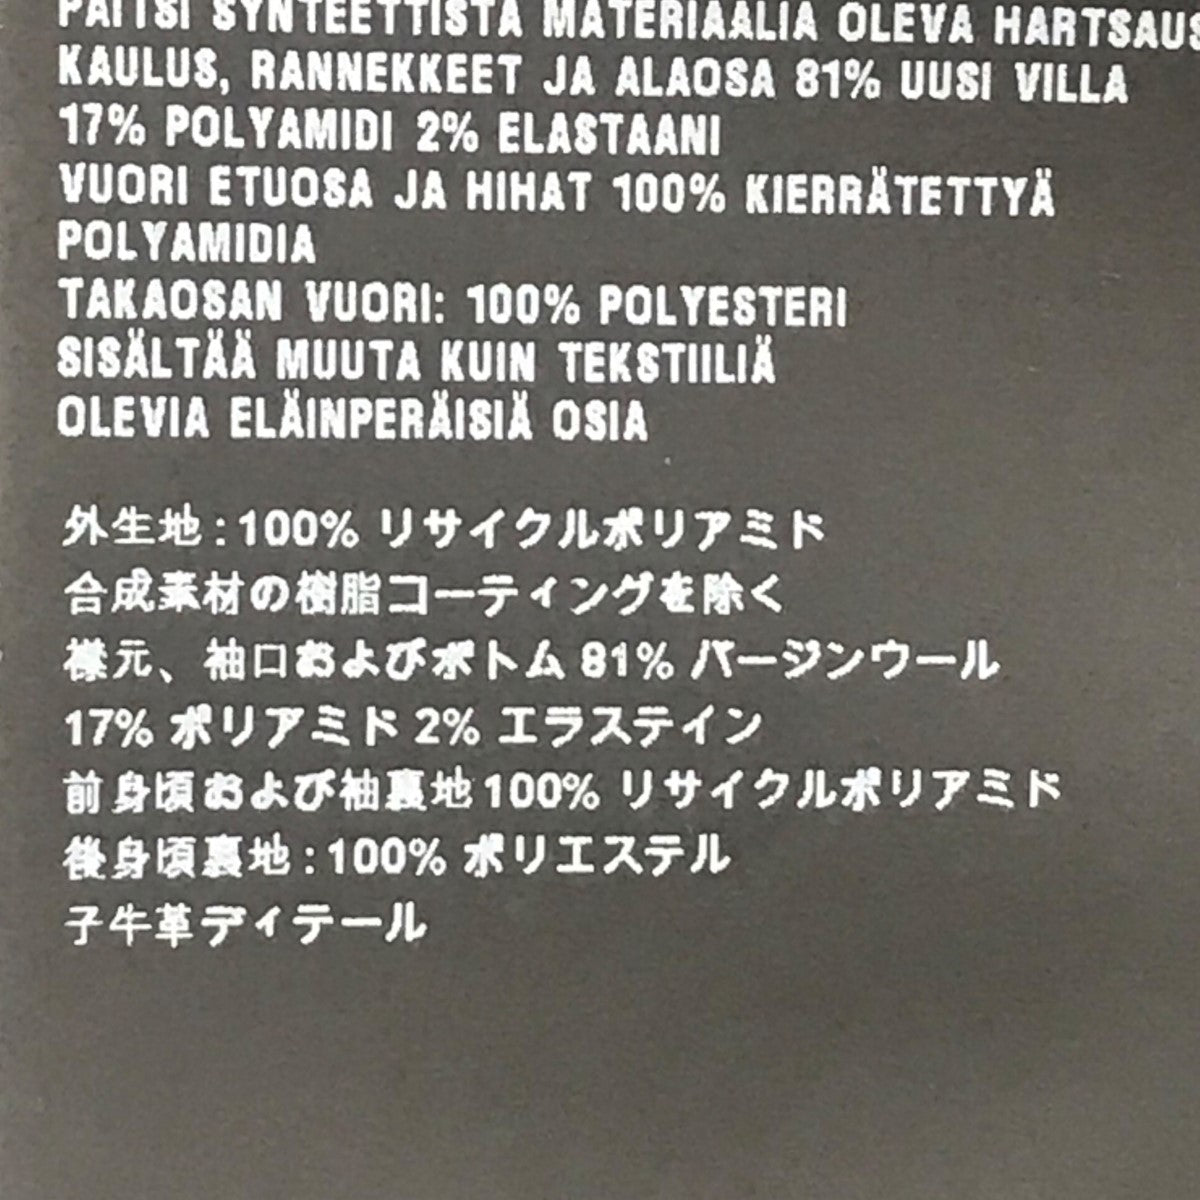 PAITSI SYNTEETTISTA MATERIAALIA OLEVA HARTSAUS
KAULUS, RANNEKKEET JA ALAOSA 81% UUSI VILLA
17% POLYAMIDI 2% ELASTAANI
VUORI ETUOSA JA HIHAT 100% KIERRÄTETTYÄ
POLYAMIDIA
TAKAOSAN VUORI: 100% POLYESTERI
SISÄLTÄÄ MUUTA KUIN TEKSTIILIÄ
OLEVIA ELÄINPERÄISIÄ OSIA
外生地:100% リサイクルポリアミド
合成素材の樹脂コーティングを除く
襟元、袖口およびボトム 81% バージンウール
17% ポリアミド 2% エラステイン
前身頃および袖裏地100% リサイクルポリアミド
後身頃裏地:100% ポリエステル
子牛革ディテール